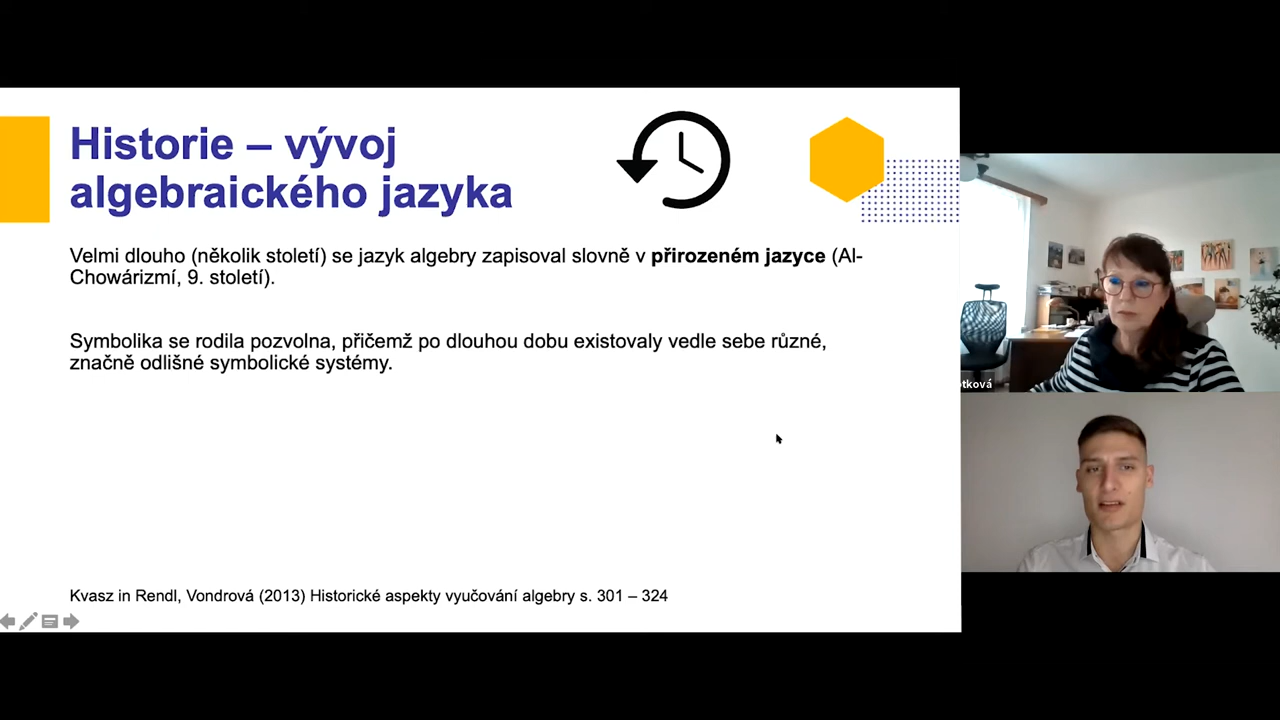 Historie – vývoj
algebraického jazyka
Velmi dlouho (několik století) se jazyk algebry zapisoval slovně v přirozeném jazyce (Al-
Chowárizmí, 9. století).
Symbolika se rodila pozvolna, přičemž po dlouhou dobu existovaly vedle sebe různé,
značně odlišné symbolické systémy.
Kvasz in Rendl, Vondrová (2013) Historické aspekty vyučování algebry s. 301 – 324